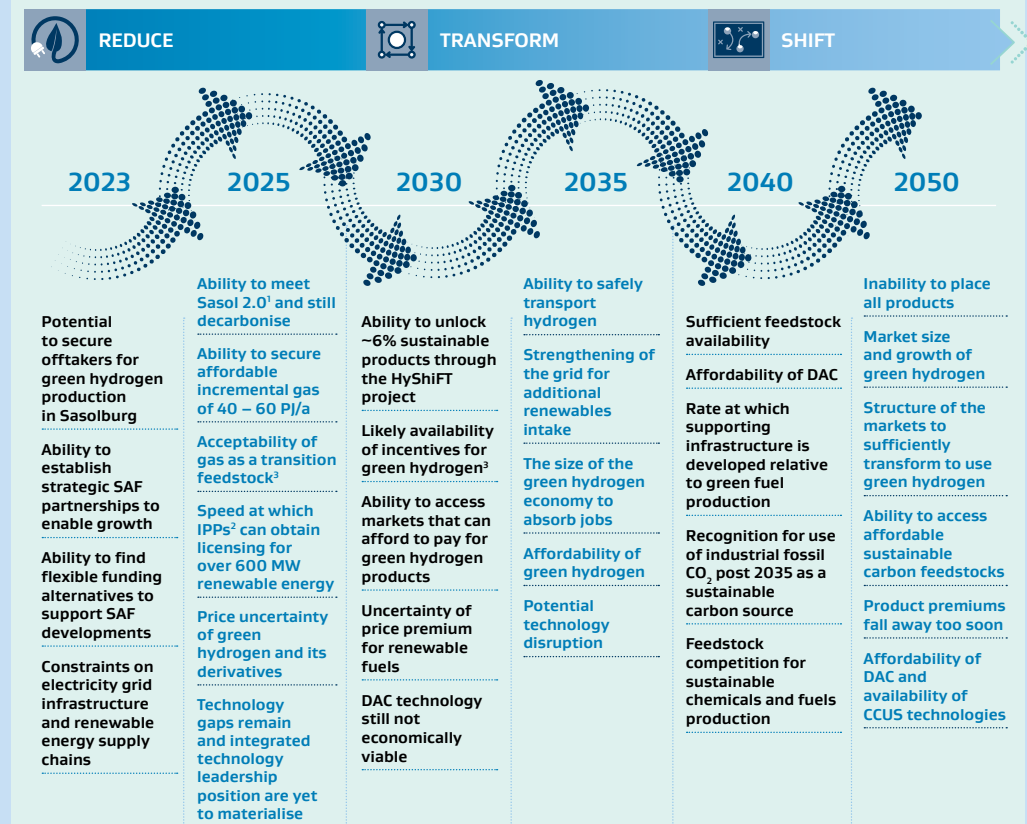 REDUCE
TRANSFORM
SHIFT
2023
2025
2030
2035
2040
2050
Potential
to secure
offtakers for
green hydrogen
production
in Sasolburg
Ability to
establish
strategic SAF
partnerships to
enable growth
Ability to find
flexible funding
alternatives to
support SAF
developments
Constraints on
electricity grid
infrastructure
and renewable
energy supply
chains
Ability to meet
Sasol 2.0¹ and still
decarbonise
Ability to secure
affordable
incremental gas
of 40 – 60 PJ/a
Acceptability of
gas as a transition
feedstock³
Speed at which
IPPs² can obtain
licensing for
over 600 MW
renewable energy
Price uncertainty
of green
hydrogen and its
derivatives
Technology
gaps remain
and integrated
technology
leadership
position are yet
to materialise
Ability to unlock
~6% sustainable
products through
the HyShiFT
project
Likely availability
of incentives for
green hydrogen³
Ability to access
markets that can
afford to pay for
green hydrogen
products
Uncertainty of
price premium
for renewable
fuels
DAC technology
still not
economically
viable
Ability to safely
transport
hydrogen
Strengthening of
the grid for
additional
renewables
intake
The size of the
green hydrogen
economy to
absorb jobs
Affordability of
green hydrogen
Potential
technology
disruption
Sufficient feedstock
availability
Affordability of DAC
Rate at which
supporting
infrastructure is
developed relative
to green fuel
production
Recognition for use
of industrial fossil
CO₂ post 2035 as a
sustainable
carbon source
Feedstock
competition for
sustainable
chemicals and fuels
production
Inability to place
all products
Market size
and growth of
green hydrogen
Structure of the
markets to
sufficiently
transform to use
green hydrogen
Ability to access
affordable
sustainable
carbon feedstocks
Product premiums
fall away too soon
Affordability of
DAC and
availability of
CCUS technologies